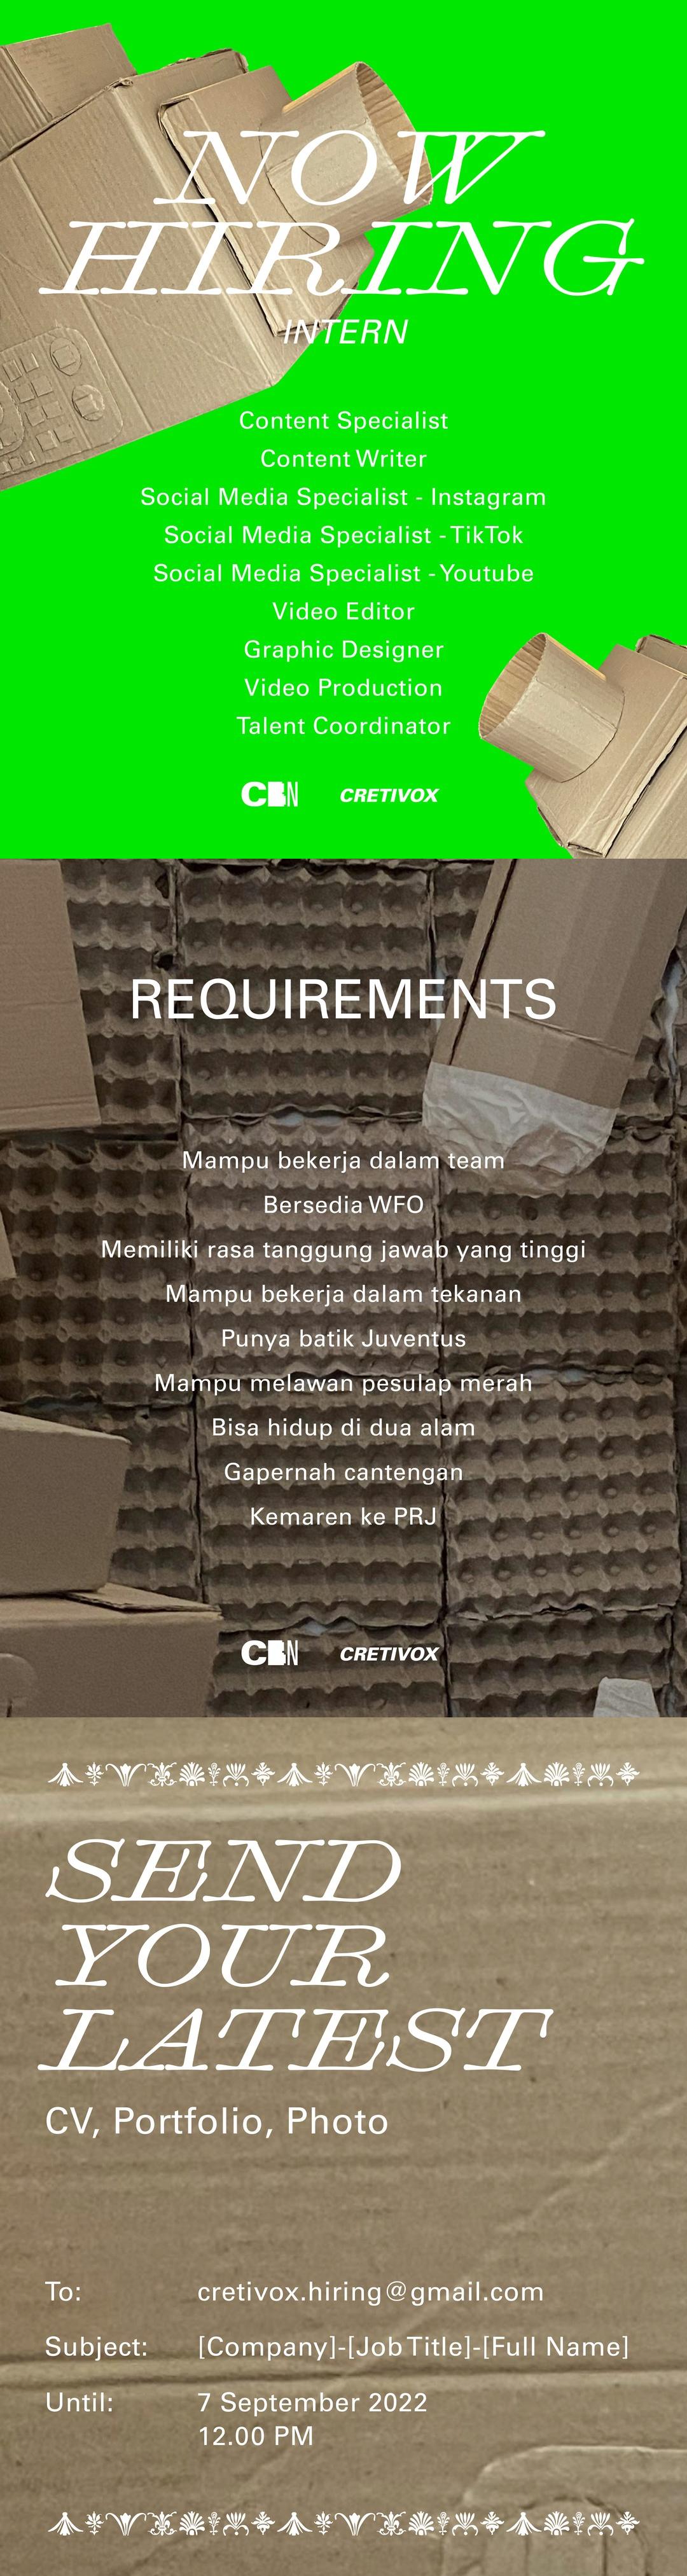 NOW
HIRING
INTERN
Content Specialist
Content Writer
Social Media Specialist - Instagram
Social Media Specialist - TikTok
Social Media Specialist - Youtube
Video Editor
Graphic Designer
Video Production
Talent Coordinator
CBN CRETIVOX
REQUIREMENTS
Mampu bekerja dalam team
Bersedia WFO
Memiliki rasa tanggung jawab yang tinggi
Mampu bekerja dalam tekanan
Punya batik Juventus
Mampu melawan pesulap merah
Bisa hidup di dua alam
Gapernah cantengan
Kemaren ke PRJ
CBN CRETIVOX
SEND
YOUR
LATEST
CV, Portfolio, Photo
To: cretivox.hiring@gmail.com
Subject: [Company]-[Job Title]-[Full Name]
Until: 7 September 2022
12.00 PM